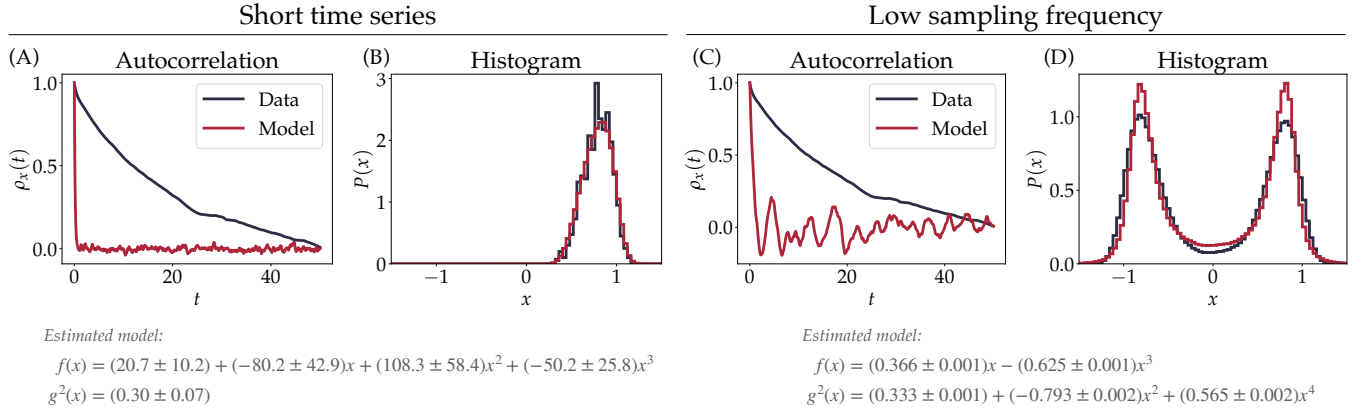 Short time series
Low sampling frequency
(A)
Autocorrelation
1.0
0.5
0.0
ρx(t)
Data
Model
0
20
40
t
(B)
Histogram
3
2
1
0
P(x)
−1
0
1
x
(C)
Autocorrelation
1.0
0.5
0.0
ρx(t)
Data
Model
0
20
40
t
(D)
Histogram
1.0
0.5
0.0
P(x)
−1
0
1
x
Estimated model:
f(x) = (20.7 ± 10.2) + (−80.2 ± 42.9)x + (108.3 ± 58.4)x² + (−50.2 ± 25.8)x³
g²(x) = (0.30 ± 0.07)
Estimated model:
f(x) = (0.366 ± 0.001)x − (0.625 ± 0.001)x³
g²(x) = (0.333 ± 0.001) + (−0.793 ± 0.002)x² + (0.565 ± 0.002)x⁴